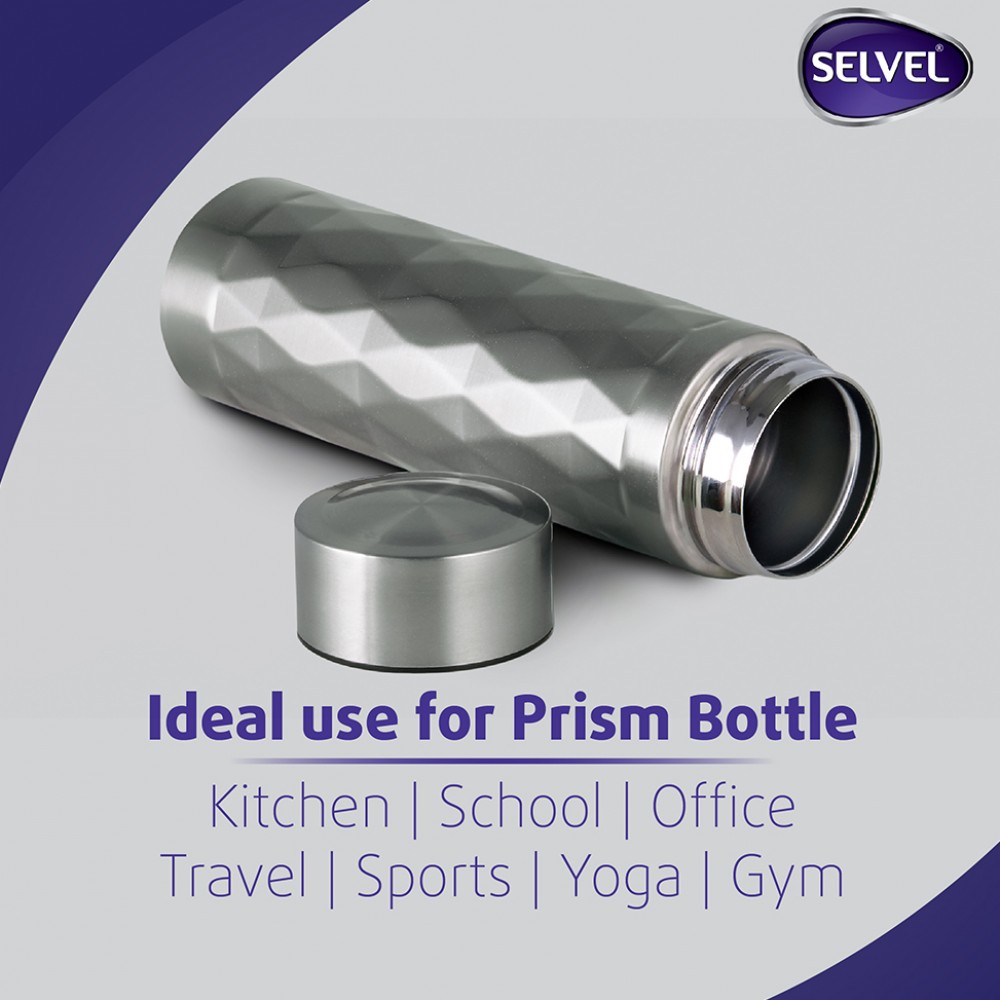 SELVEL®
Ideal use for Prism Bottle
Kitchen | School | Office
Travel | Sports | Yoga | Gym